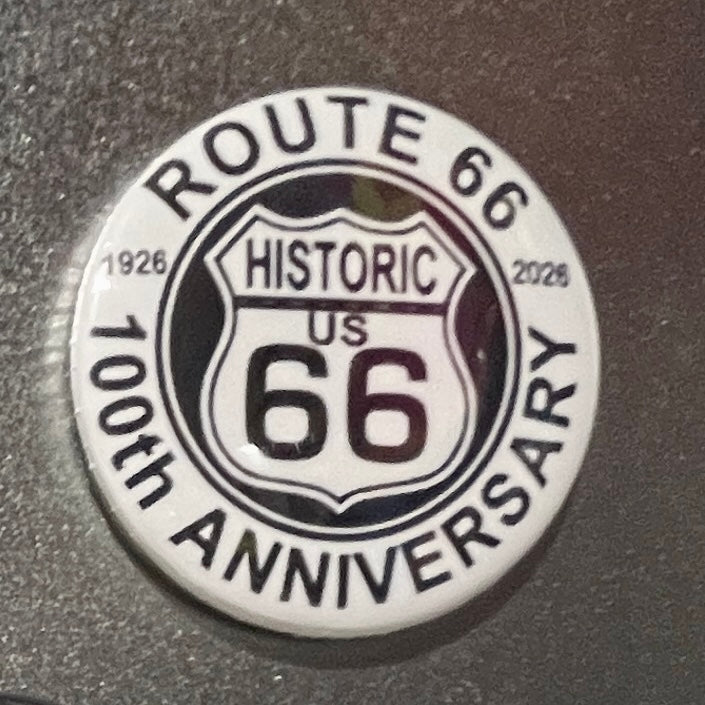 ROUTE 66
1926
2026
HISTORIC
US
66
100th ANNIVERSARY